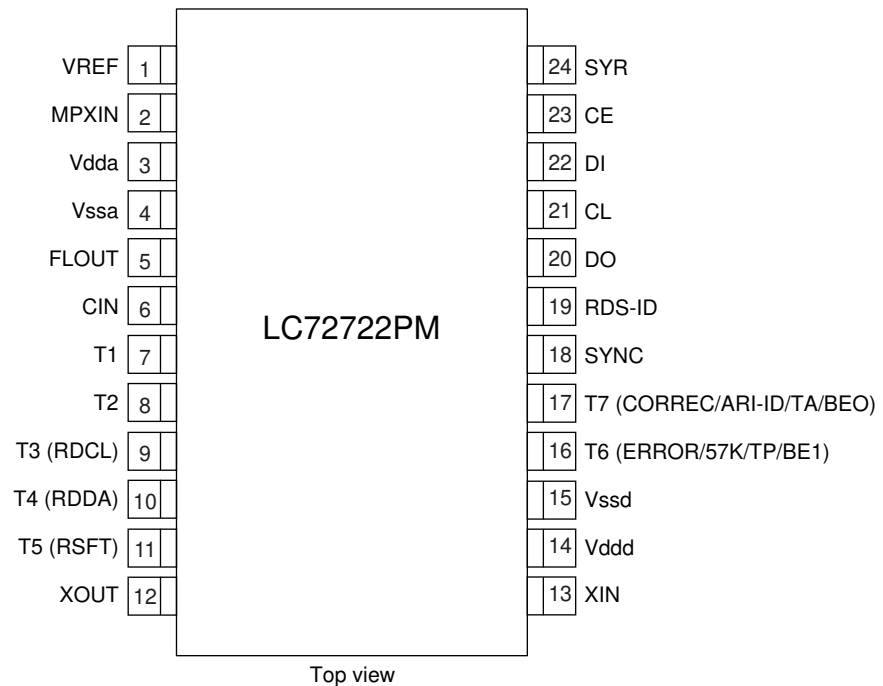 VREF 1
MPXIN 2
Vdda 3
Vssa 4
FLOUT 5
CIN 6
T1 7
T2 8
T3 (RDCL) 9
T4 (RDDA) 10
T5 (RSFT) 11
XOUT 12
LC72722PM
24 SYR
23 CE
22 DI
21 CL
20 DO
19 RDS-ID
18 SYNC
17 T7 (CORREC/ARI-ID/TA/BEO)
16 T6 (ERROR/57K/TP/BE1)
15 Vssd
14 Vddd
13 XIN
Top view